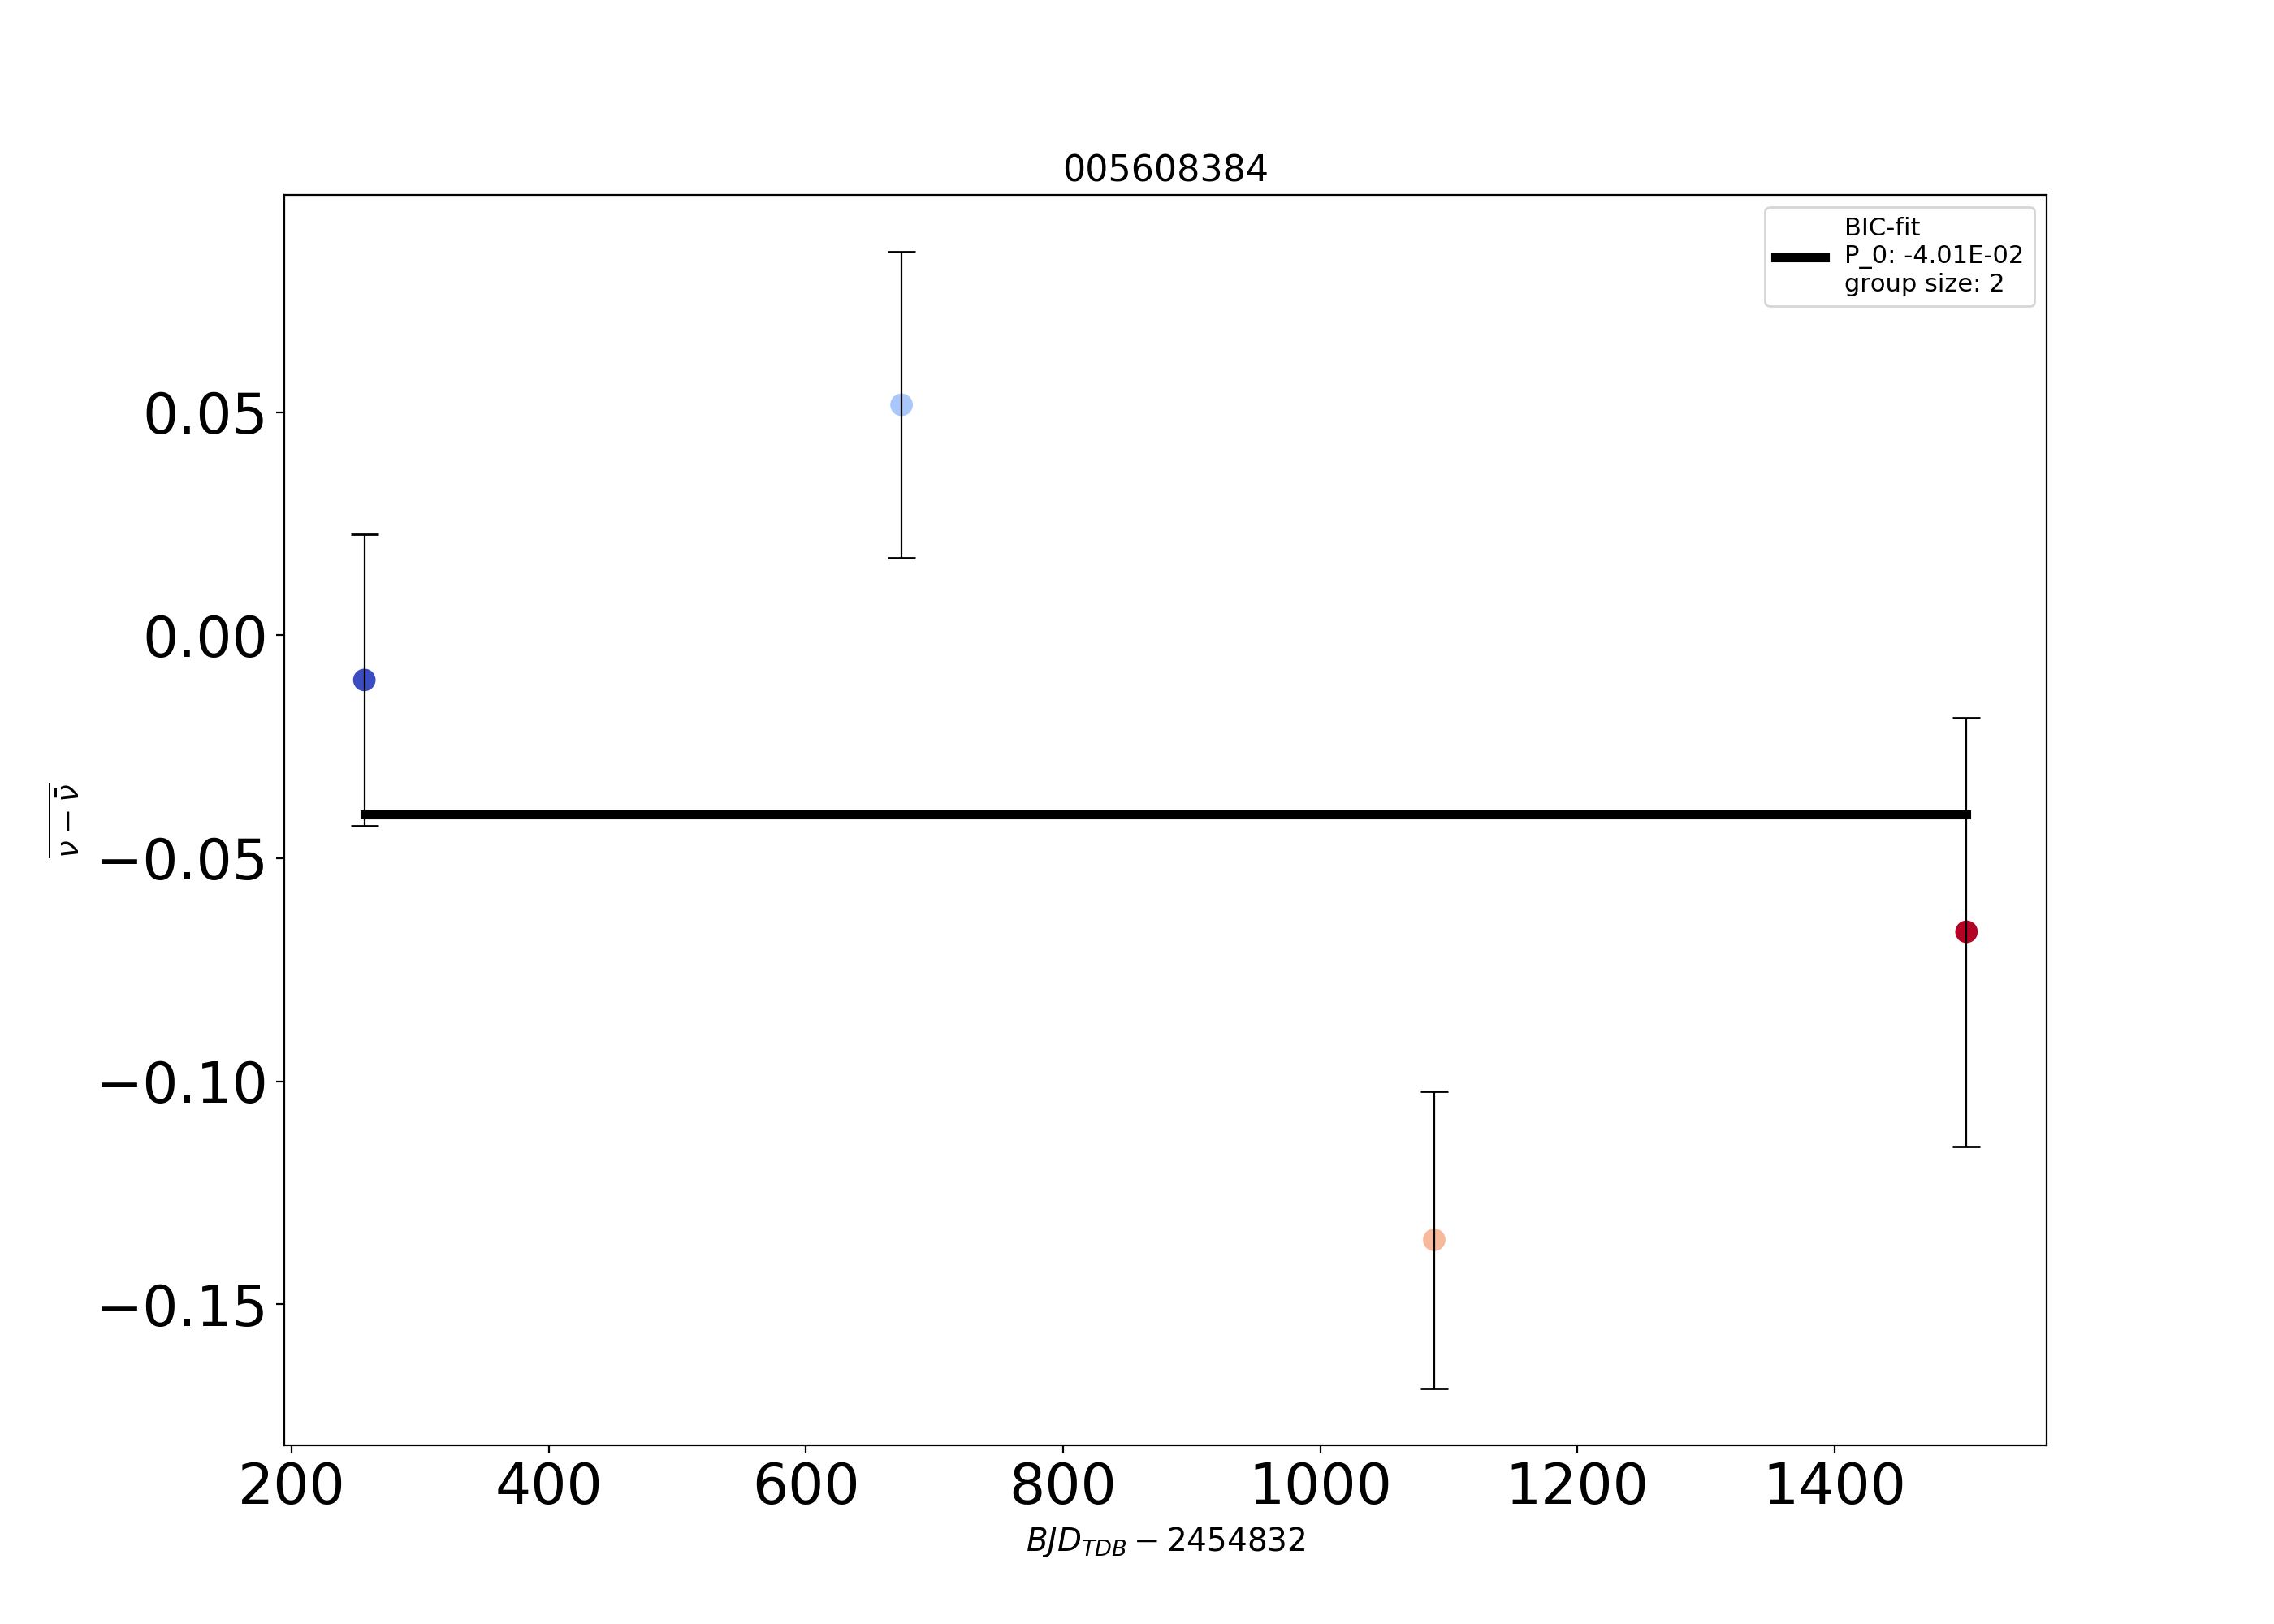 005608384
BIC-fit
P_0: -4.01E-02
group size: 2
0.05
0.00
−0.05
−0.10
−0.15
ν − ν̄
200 400 600 800 1000 1200 1400
BJD_TDB − 2454832